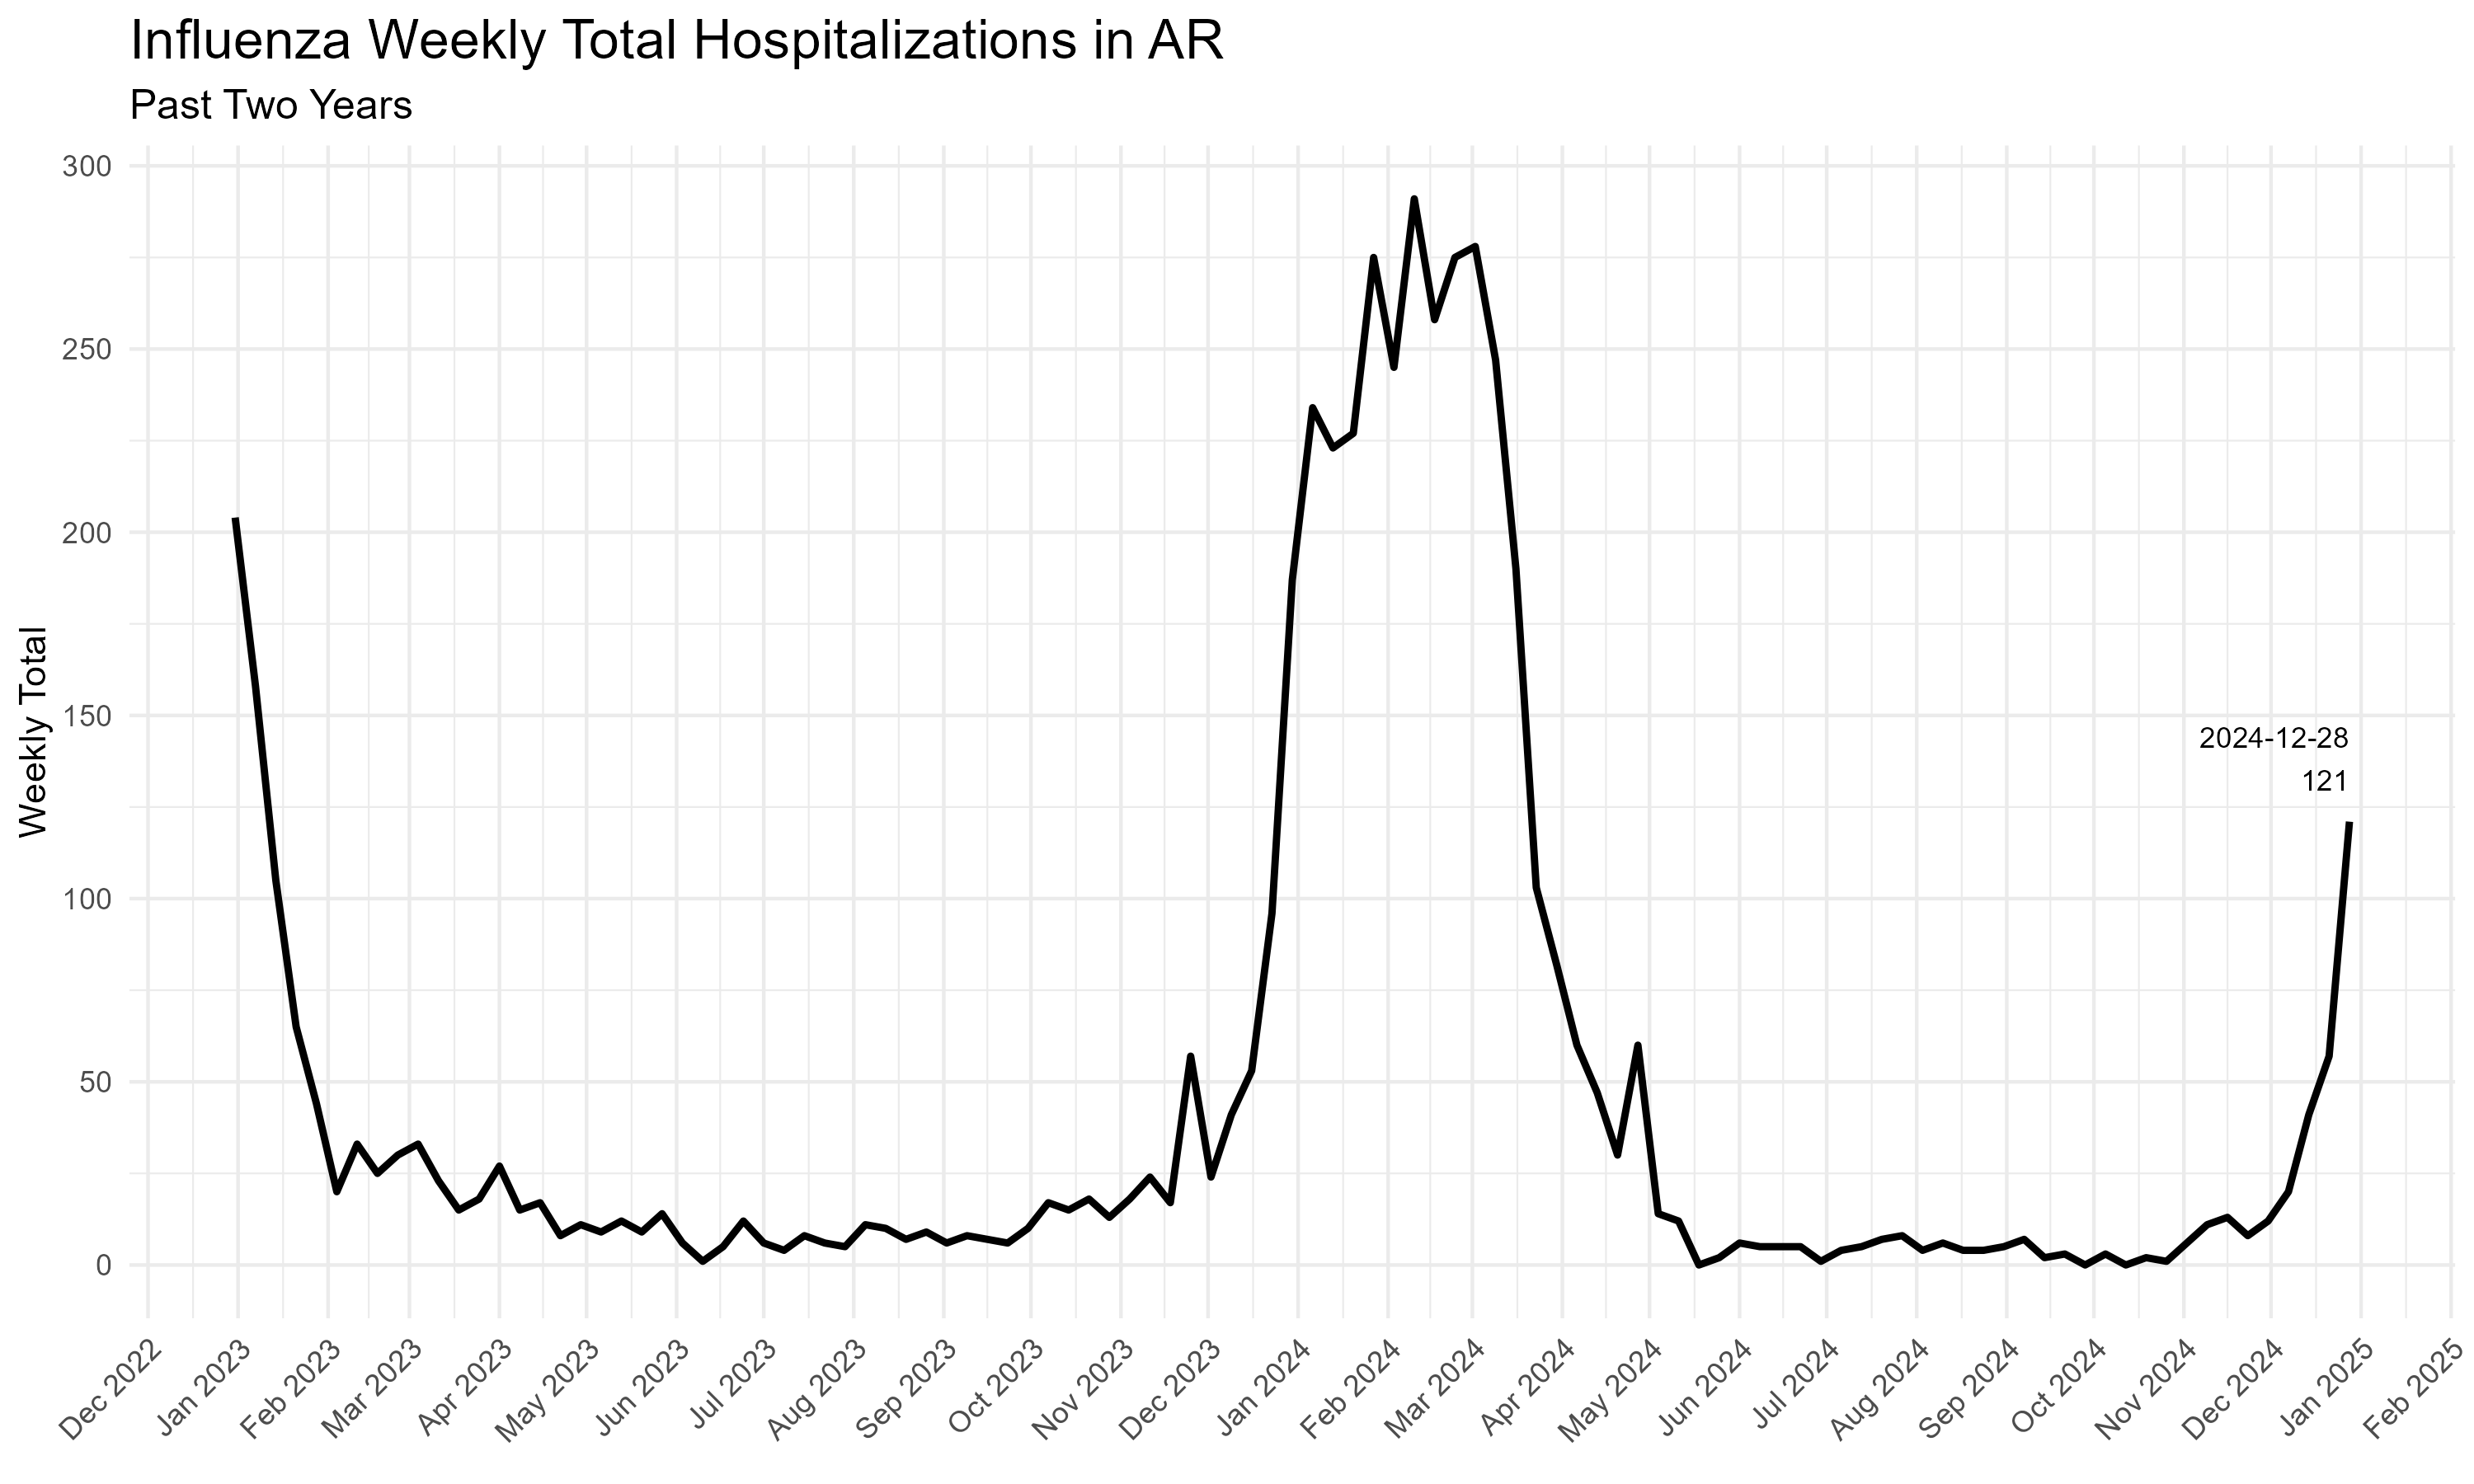 Influenza Weekly Total Hospitalizations in AR
Past Two Years
300
250
200
150
100
50
0
Weekly Total
2024-12-28
121
Dec 2022
Jan 2023
Feb 2023
Mar 2023
Apr 2023
May 2023
Jun 2023
Jul 2023
Aug 2023
Sep 2023
Oct 2023
Nov 2023
Dec 2023
Jan 2024
Feb 2024
Mar 2024
Apr 2024
May 2024
Jun 2024
Jul 2024
Aug 2024
Sep 2024
Oct 2024
Nov 2024
Dec 2024
Jan 2025
Feb 2025